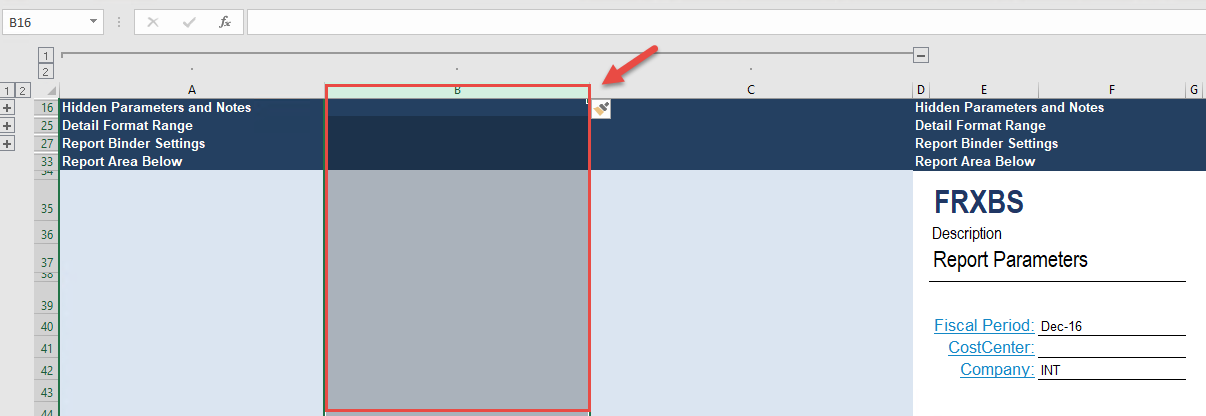 B16 fx
1
2
1 2 A B C D E F G
16 Hidden Parameters and Notes Hidden Parameters and Notes
25 Detail Format Range Detail Format Range
27 Report Binder Settings Report Binder Settings
33 Report Area Below Report Area Below
34
35 FRXBS
36 Description
37 Report Parameters
38
39
40 Fiscal Period: Dec-16
41 CostCenter:
42 Company: INT
43
44